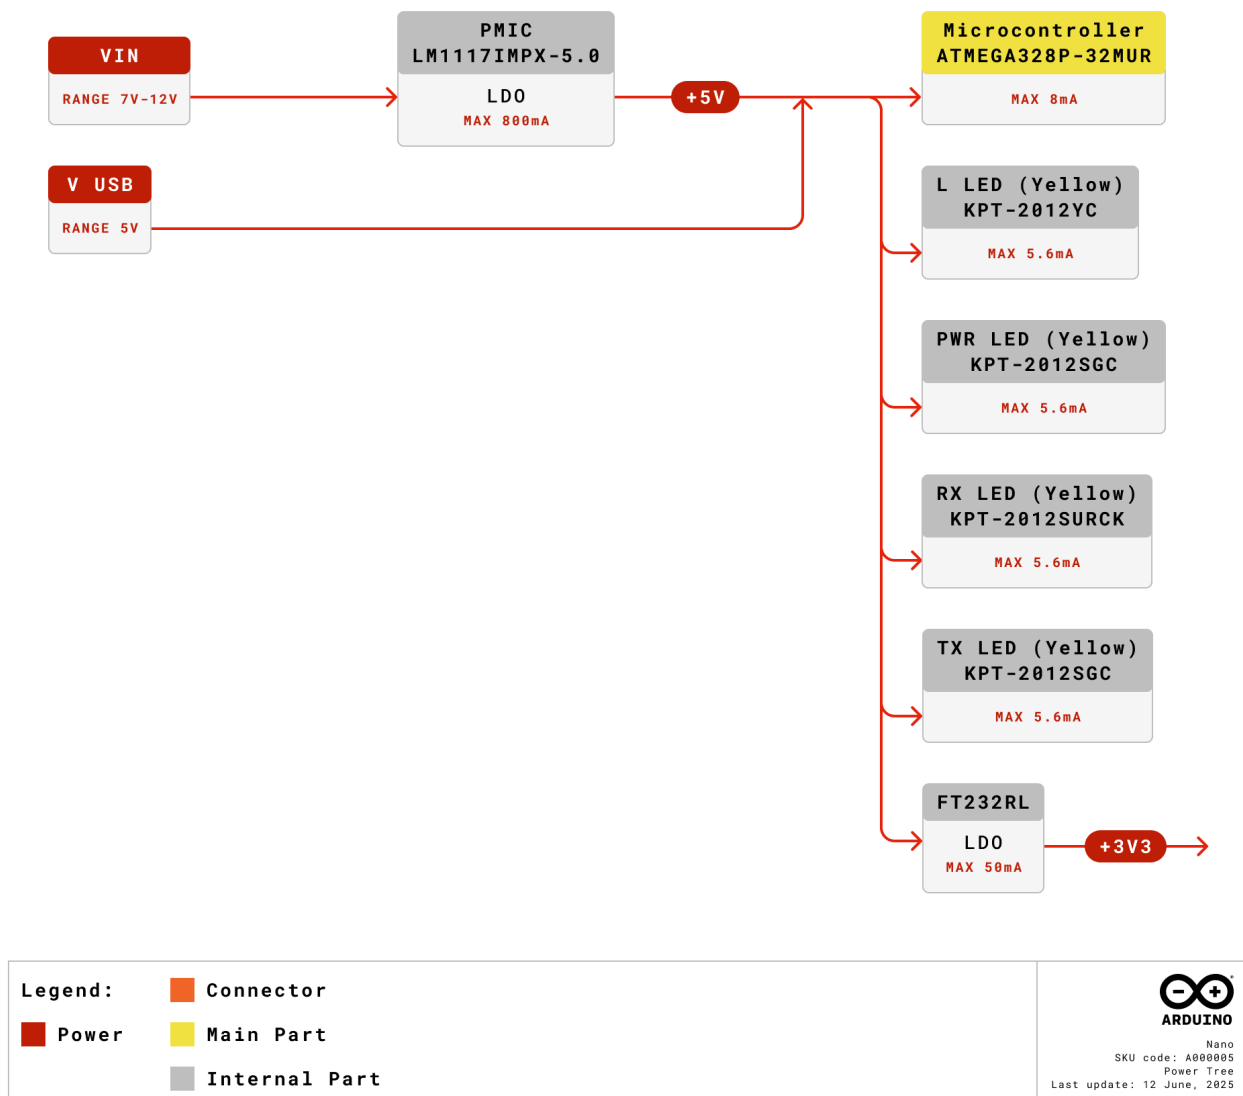 VIN
RANGE 7V-12V
PMIC
LM1117IMPX-5.0
LDO
MAX 800mA
+5V
Microcontroller
ATMEGA328P-32MUR
MAX 8mA
V USB
RANGE 5V
L LED (Yellow)
KPT-2012YC
MAX 5.6mA
PWR LED (Yellow)
KPT-2012SGC
MAX 5.6mA
RX LED (Yellow)
KPT-2012SURCK
MAX 5.6mA
TX LED (Yellow)
KPT-2012SGC
MAX 5.6mA
FT232RL
LDO
MAX 50mA
+3V3
Legend:
Power
Connector
Main Part
Internal Part
ARDUINO
Nano
SKU code: A000005
Power Tree
Last update: 12 June, 2025